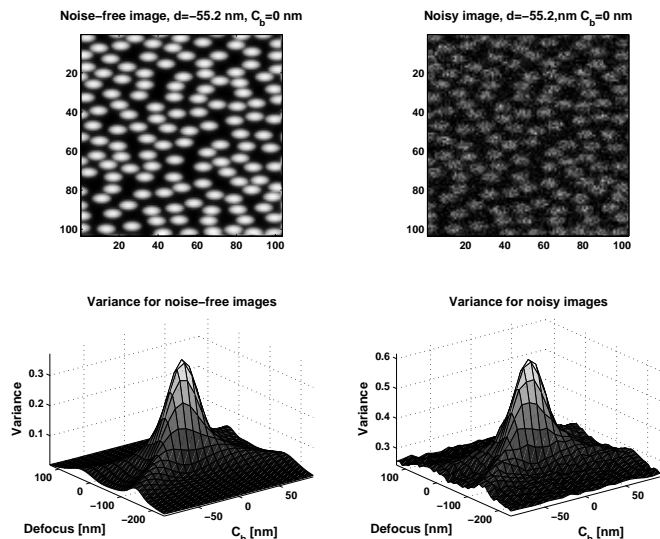 Noise−free image, d=−55.2 nm, C_b=0 nm
20
40
60
80
100
20 40 60 80 100
Noisy image, d=−55.2,nm C_b=0 nm
20
40
60
80
100
20 40 60 80 100
Variance for noise−free images
Variance
0.3
0.2
0.1
100
0
−100
−200
Defocus [nm]
−50
0
50
C_b [nm]
Variance for noisy images
Variance
0.6
0.5
0.4
0.3
100
0
−100
−200
Defocus [nm]
−50
0
50
C_b [nm]